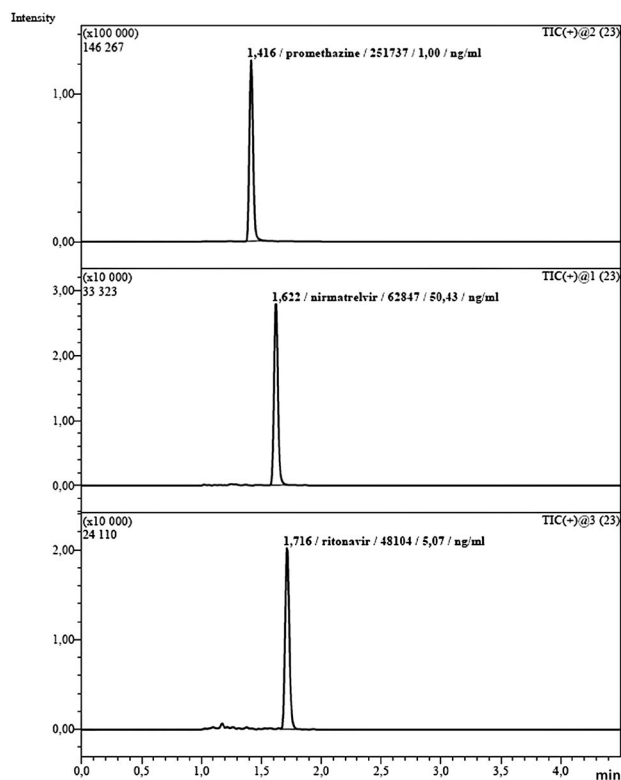 Intensity
(x100 000)
TIC(+)@2 (23)
146 267
1,416 / promethazine / 251737 / 1,00 / ng/ml
1,00
0,00
(x10 000)
TIC(+)@1 (23)
33 323
3,00
1,622 / nirmatrelvir / 62847 / 50,43 / ng/ml
2,00
1,00
0,00
(x10 000)
TIC(+)@3 (23)
24 110
1,716 / ritonavir / 48104 / 5,07 / ng/ml
2,00
1,00
0,00
0,0 0,5 1,0 1,5 2,0 2,5 3,0 3,5 4,0 min